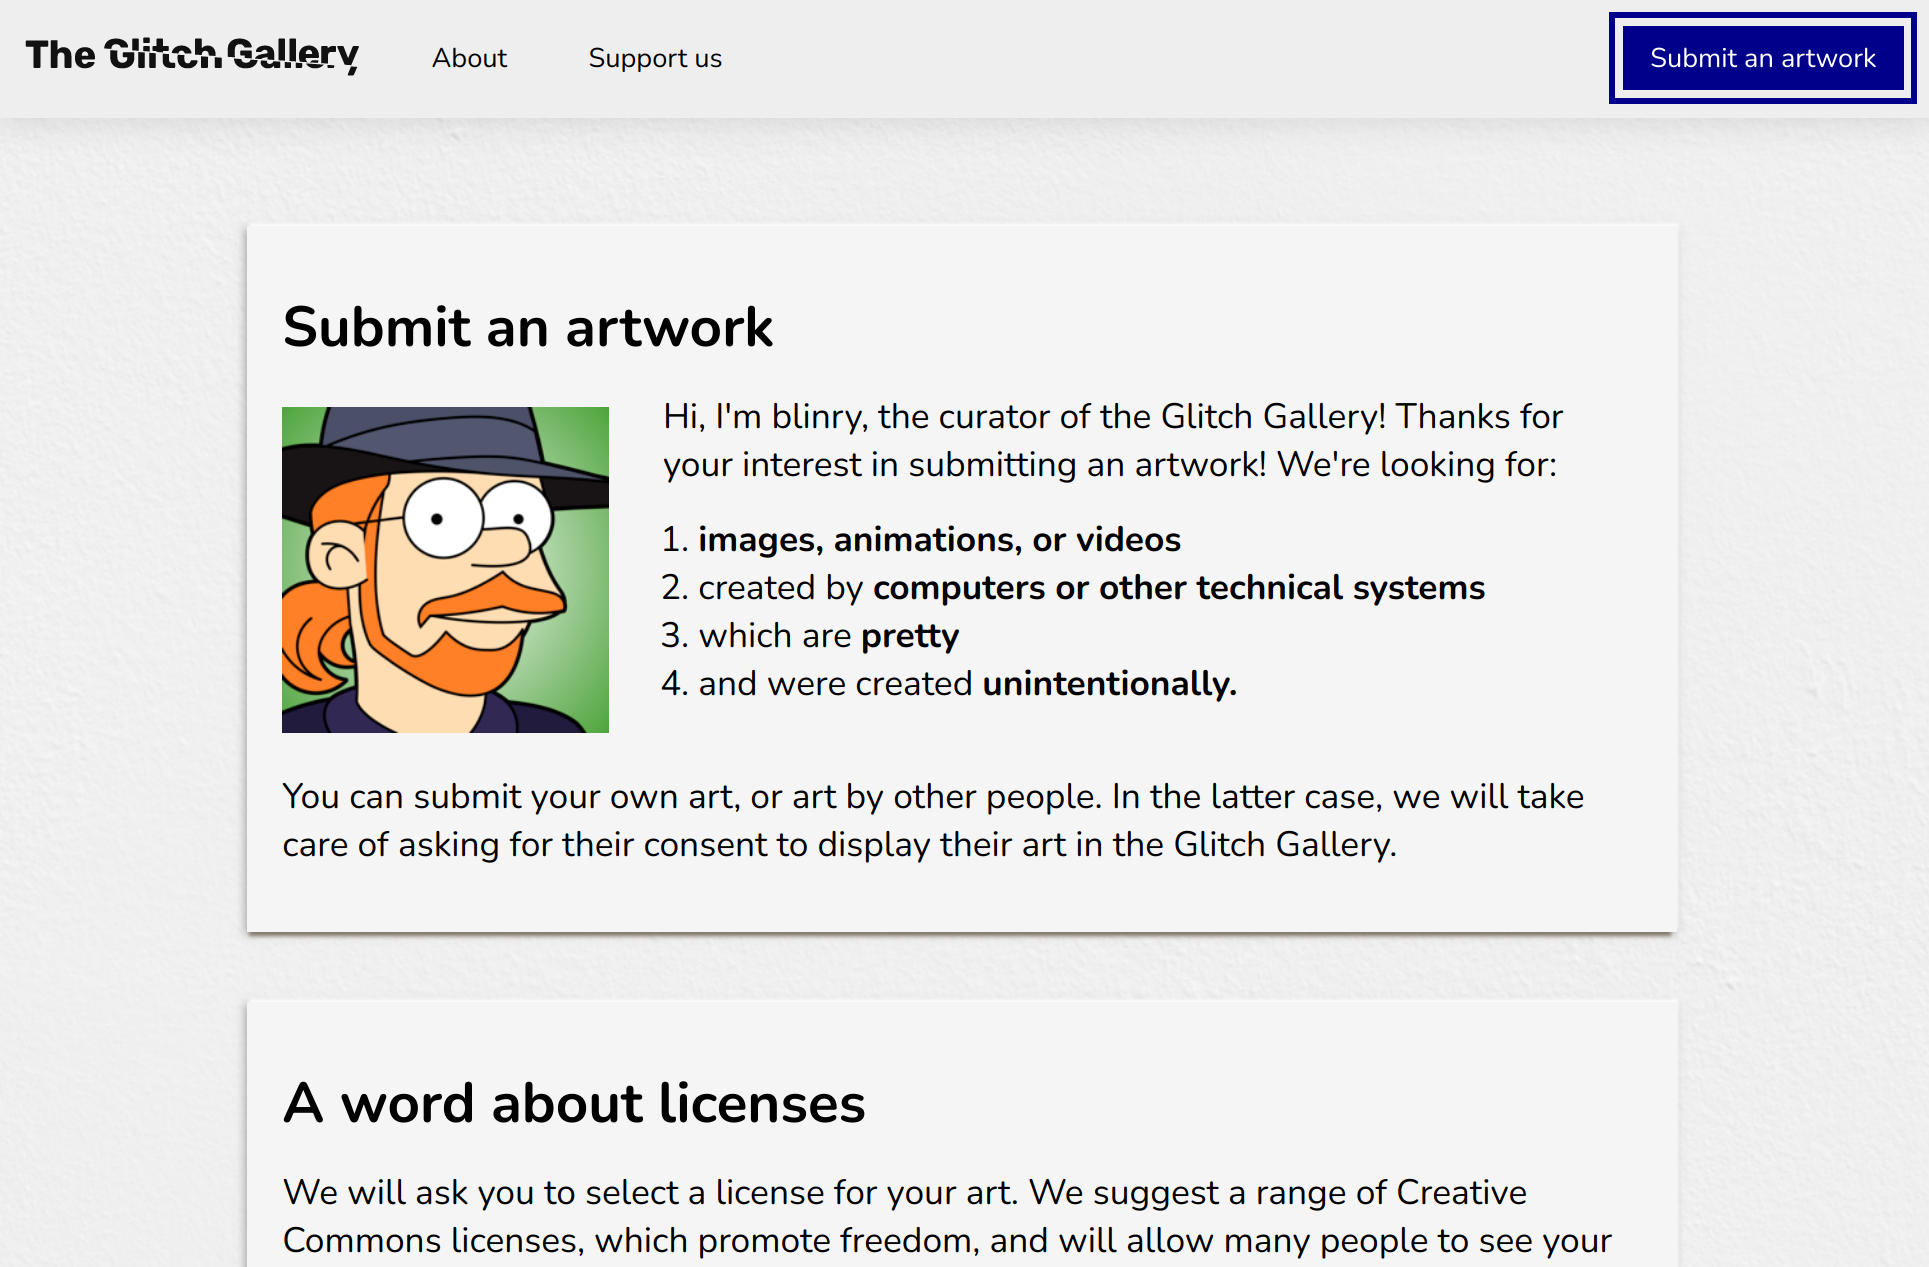 The Glitch Gallery
About
Support us
Submit an artwork
Submit an artwork
Hi, I'm blinry, the curator of the Glitch Gallery! Thanks for
your interest in submitting an artwork! We're looking for:
1. images, animations, or videos
2. created by computers or other technical systems
3. which are pretty
4. and were created unintentionally.
You can submit your own art, or art by other people. In the latter case, we will take
care of asking for their consent to display their art in the Glitch Gallery.
A word about licenses
We will ask you to select a license for your art. We suggest a range of Creative
Commons licenses, which promote freedom, and will allow many people to see your